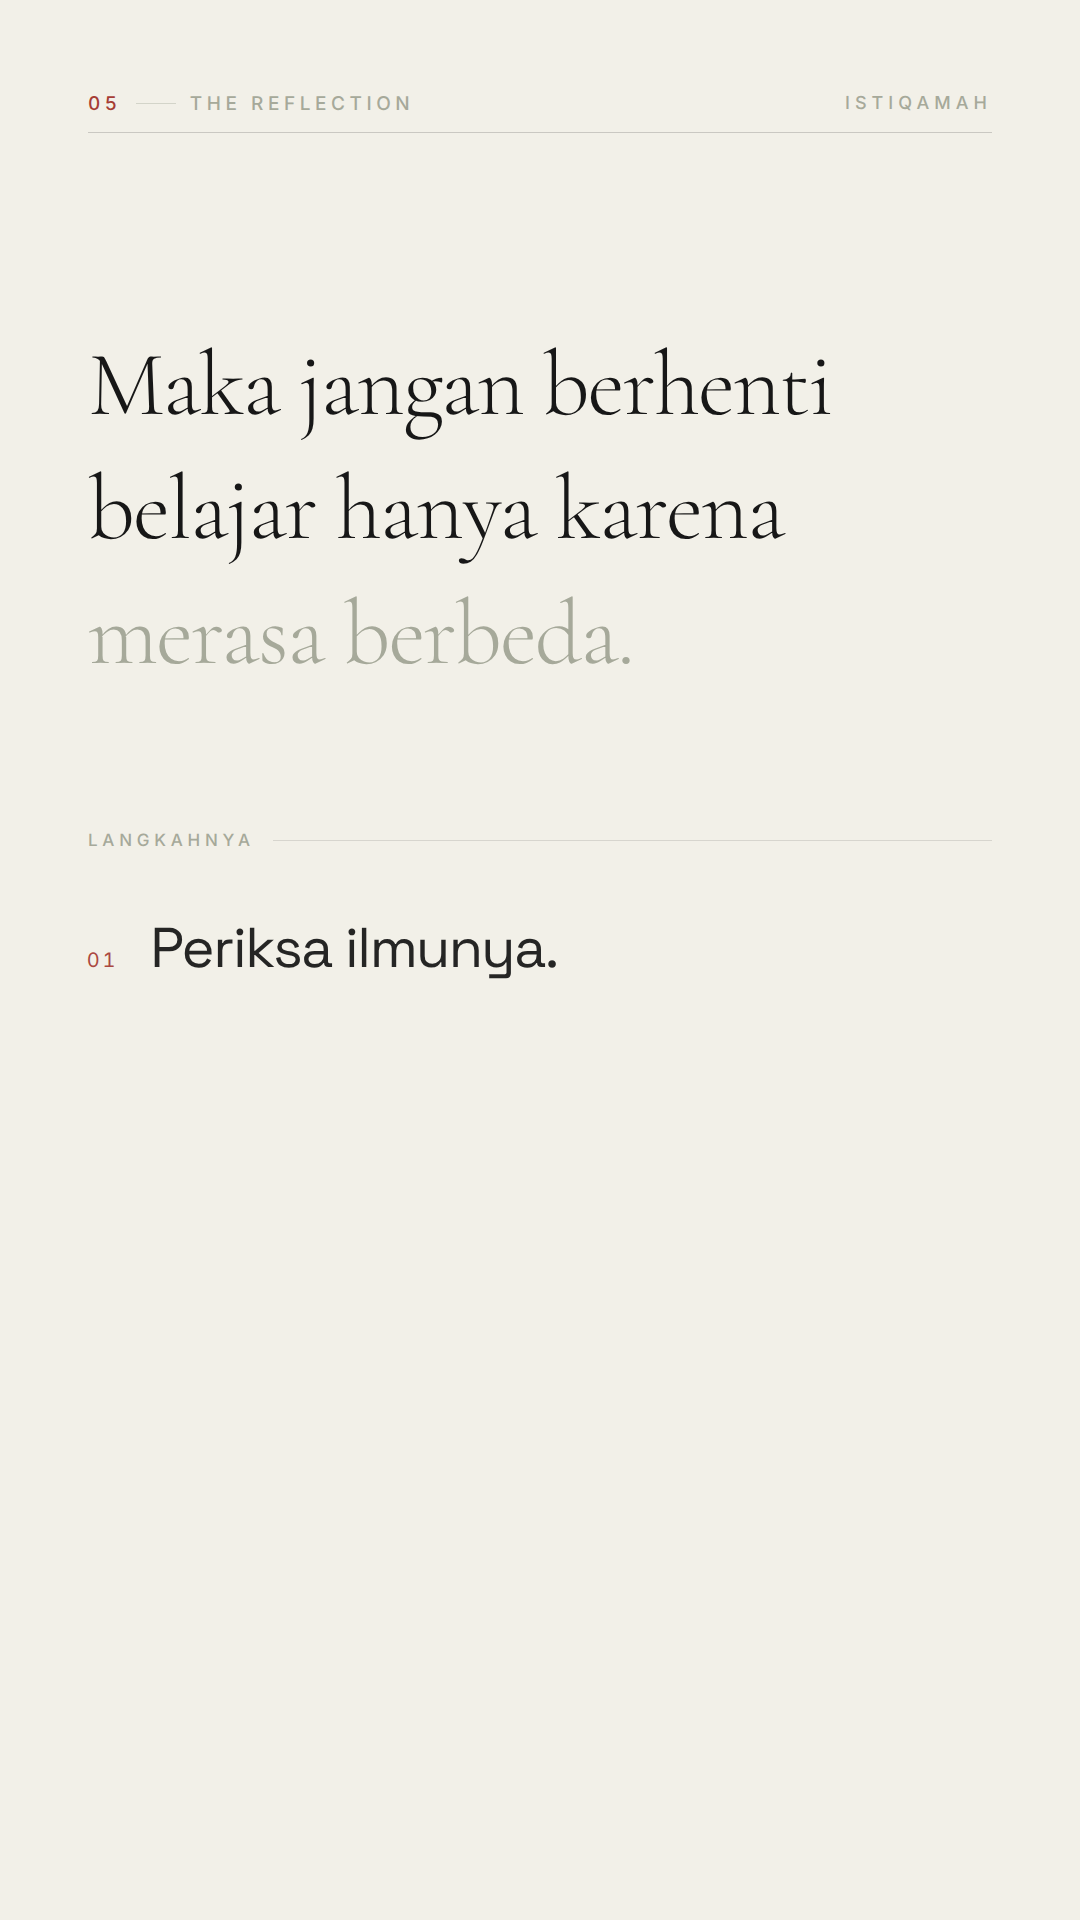 05 THE REFLECTION ISTIQAMAH
Maka jangan berhenti
belajar hanya karena
merasa berbeda.
LANGKAHNYA
01 Periksa ilmunya.